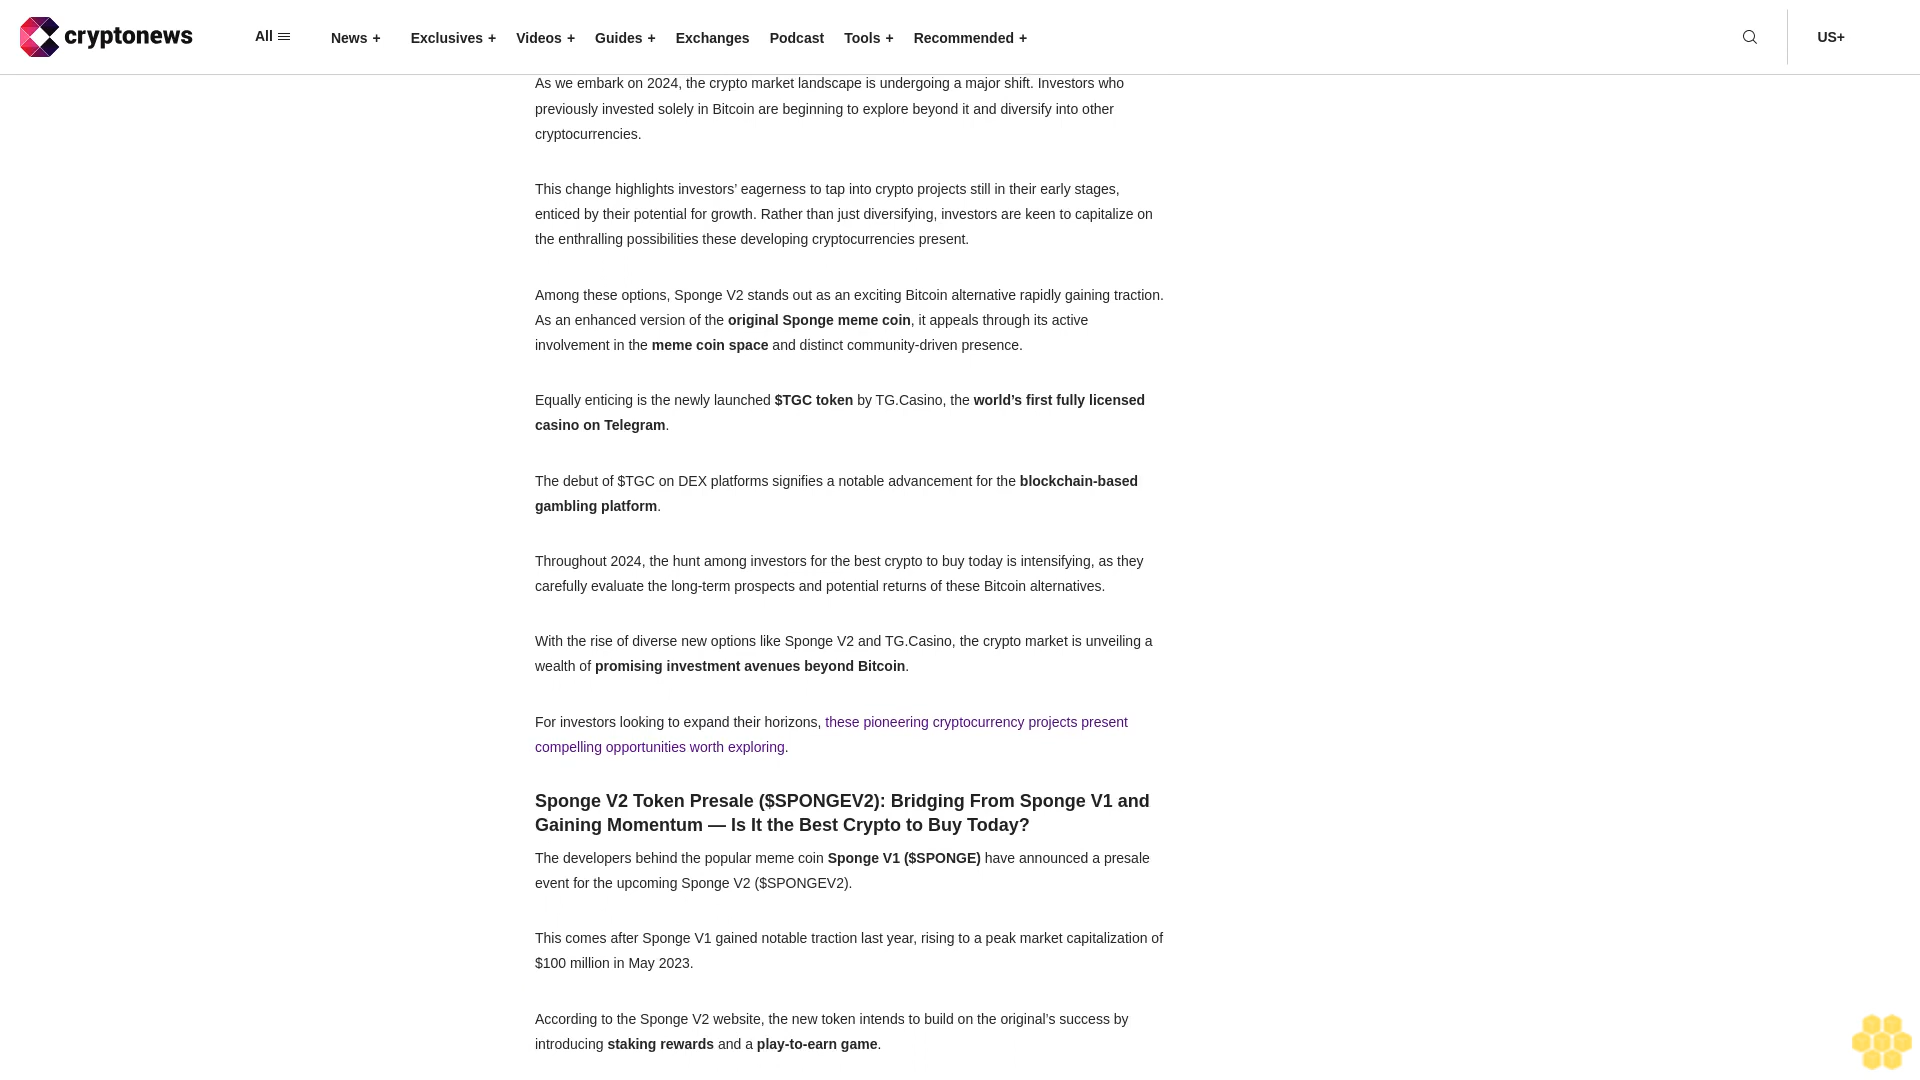 cryptonews
All
News +
Exclusives +
Videos +
Guides +
Exchanges
Podcast
Tools +
Recommended +
US+
As we embark on 2024, the crypto market landscape is undergoing a major shift. Investors who
previously invested solely in Bitcoin are beginning to explore beyond it and diversify into other
cryptocurrencies.
This change highlights investors’ eagerness to tap into crypto projects still in their early stages,
enticed by their potential for growth. Rather than just diversifying, investors are keen to capitalize on
the enthralling possibilities these developing cryptocurrencies present.
Among these options, Sponge V2 stands out as an exciting Bitcoin alternative rapidly gaining traction.
As an enhanced version of the original Sponge meme coin, it appeals through its active
involvement in the meme coin space and distinct community-driven presence.
Equally enticing is the newly launched $TGC token by TG.Casino, the world’s first fully licensed
casino on Telegram.
The debut of $TGC on DEX platforms signifies a notable advancement for the blockchain-based
gambling platform.
Throughout 2024, the hunt among investors for the best crypto to buy today is intensifying, as they
carefully evaluate the long-term prospects and potential returns of these Bitcoin alternatives.
With the rise of diverse new options like Sponge V2 and TG.Casino, the crypto market is unveiling a
wealth of promising investment avenues beyond Bitcoin.
For investors looking to expand their horizons, these pioneering cryptocurrency projects present
compelling opportunities worth exploring.
Sponge V2 Token Presale ($SPONGEV2): Bridging From Sponge V1 and
Gaining Momentum — Is It the Best Crypto to Buy Today?
The developers behind the popular meme coin Sponge V1 ($SPONGE) have announced a presale
event for the upcoming Sponge V2 ($SPONGEV2).
This comes after Sponge V1 gained notable traction last year, rising to a peak market capitalization of
$100 million in May 2023.
According to the Sponge V2 website, the new token intends to build on the original’s success by
introducing staking rewards and a play-to-earn game.